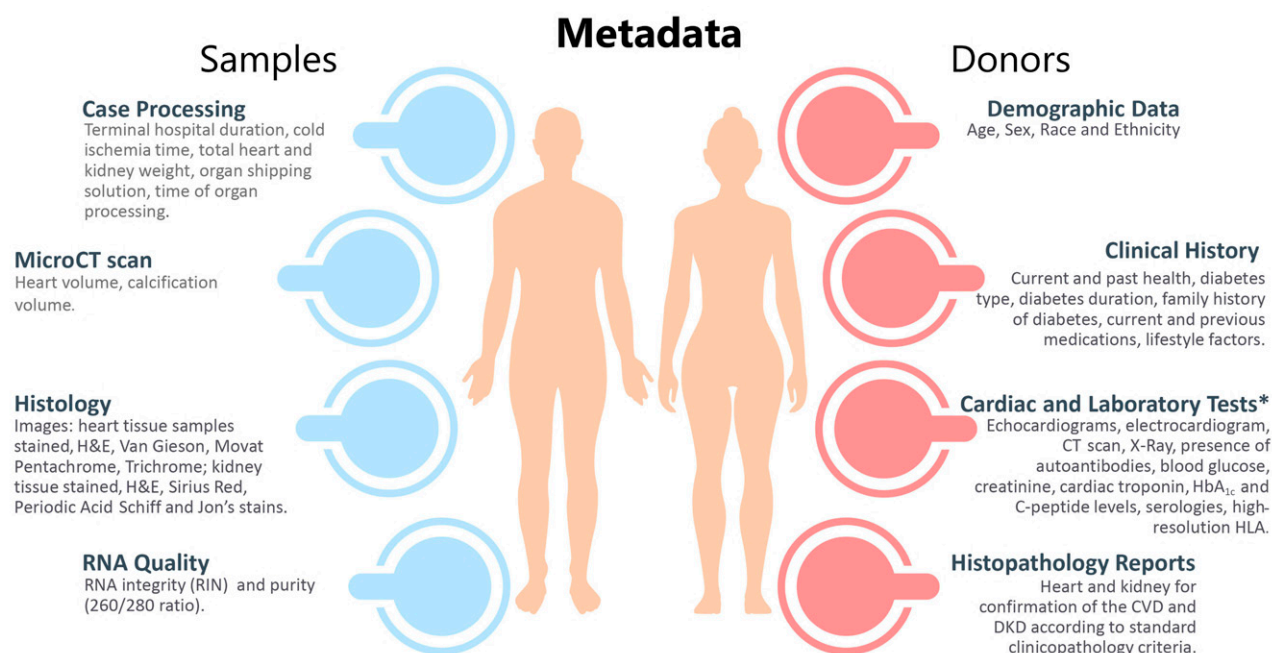 Metadata
Samples
Case Processing
Terminal hospital duration, cold
ischemia time, total heart and
kidney weight, organ shipping
solution, time of organ
processing.
MicroCT scan
Heart volume, calcification
volume.
Histology
Images: heart tissue samples
stained, H&E, Van Gieson, Movat
Pentachrome, Trichrome; kidney
tissue stained, H&E, Sirius Red,
Periodic Acid Schiff and Jon's stains.
RNA Quality
RNA integrity (RIN) and purity
(260/280 ratio).
Donors
Demographic Data
Age, Sex, Race and Ethnicity
Clinical History
Current and past health, diabetes
type, diabetes duration, family history
of diabetes, current and previous
medications, lifestyle factors.
Cardiac and Laboratory Tests*
Echocardiograms, electrocardiogram,
CT scan, X-Ray, presence of
autoantibodies, blood glucose,
creatinine, cardiac troponin, HbA1c and
C-peptide levels, serologies, high-
resolution HLA.
Histopathology Reports
Heart and kidney for
confirmation of the CVD and
DKD according to standard
clinicopathology criteria.